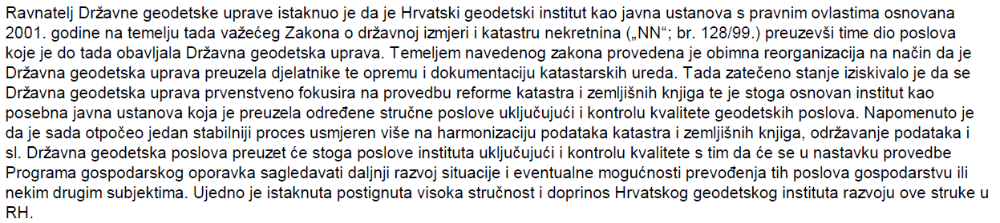 Ravnatelj Državne geodetske uprave istaknuo je da je Hrvatski geodetski institut kao javna ustanova s pravnim ovlastima osnovana
2001. godine na temelju tada važećeg Zakona o državnoj izmjeri i katastru nekretnina („NN“; br. 128/99.) preuzevši time dio poslova
koje je do tada obavljala Državna geodetska uprava. Temeljem navedenog zakona provedena je obimna reorganizacija na način da je
Državna geodetska uprava preuzela djelatnike te opremu i dokumentaciju katastarskih ureda. Tada zatečeno stanje iziskivalo je da se
Državna geodetska uprava prvenstveno fokusira na provedbu reforme katastra i zemljišnih knjiga te je stoga osnovan institut kao
posebna javna ustanova koja je preuzela određene stručne poslove uključujući i kontrolu kvalitete geodetskih poslova. Napomenuto je
da je sada otpočeo jedan stabilniji proces usmjeren više na harmonizaciju podataka katastra i zemljišnih knjiga, održavanje podataka i
sl. Državna geodetska poslova preuzet će stoga poslove instituta uključujući i kontrolu kvalitete s tim da će se u nastavku provedbe
Programa gospodarskog oporavka sagledavati daljnji razvoj situacije i eventualne mogućnosti prevođenja tih poslova gospodarstvu ili
nekim drugim subjektima. Ujedno je istaknuta postignuta visoka stručnost i doprinos Hrvatskog geodetskog instituta razvoju ove struke u
RH.